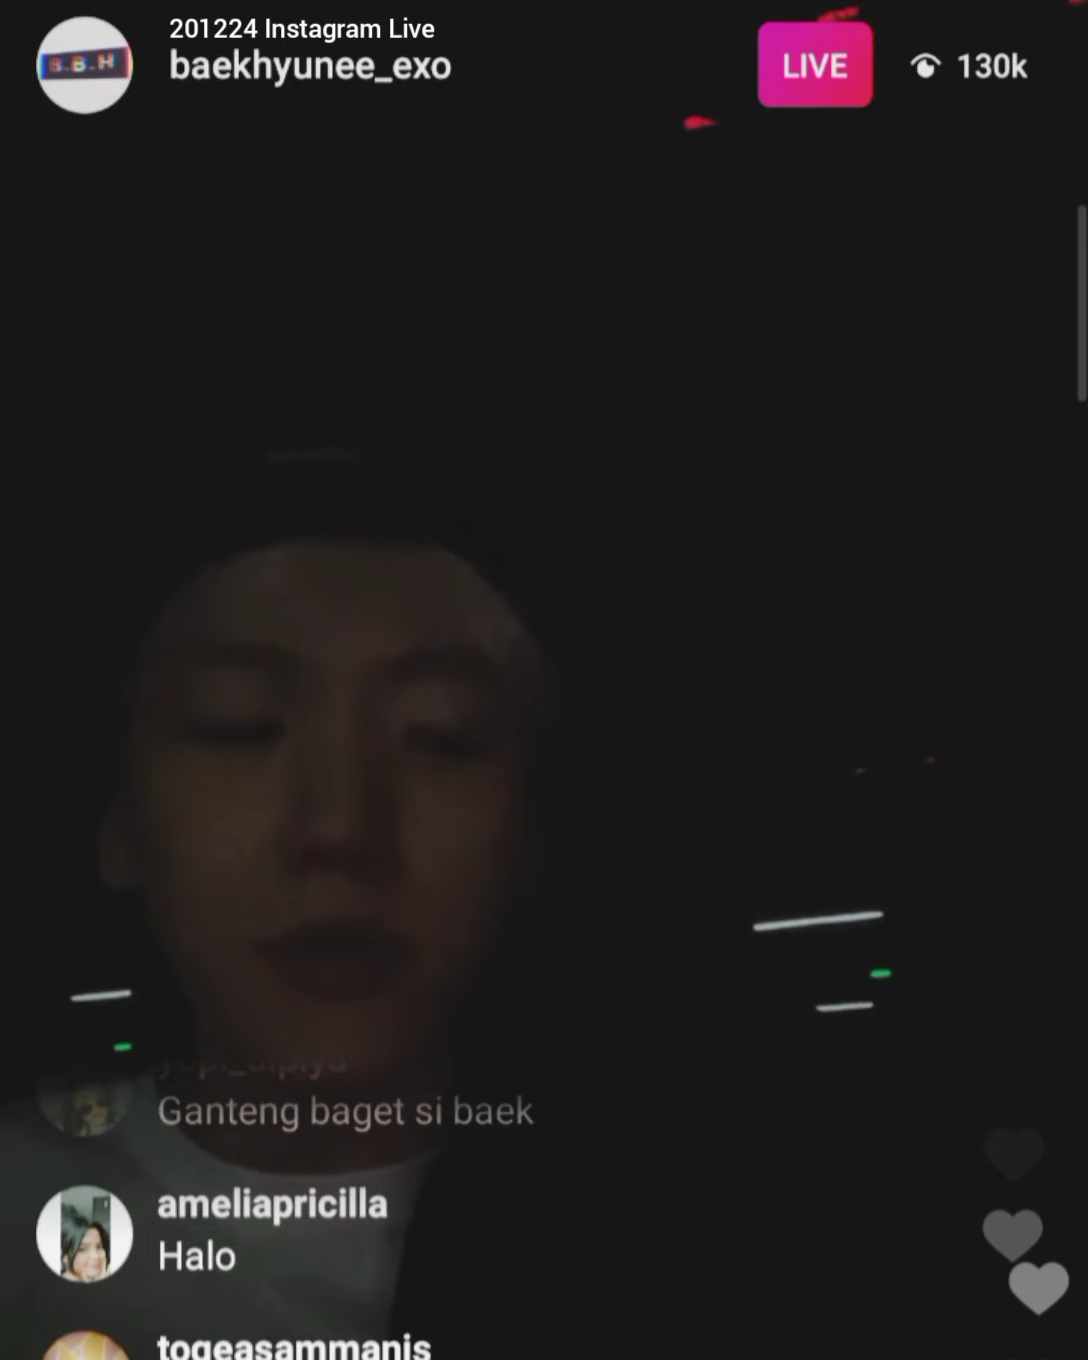 201224 Instagram Live
baekhyunee_exo
B.B.H
LIVE
130k
Ganteng baget si baek
ameliapricilla
Halo
togeasammanis